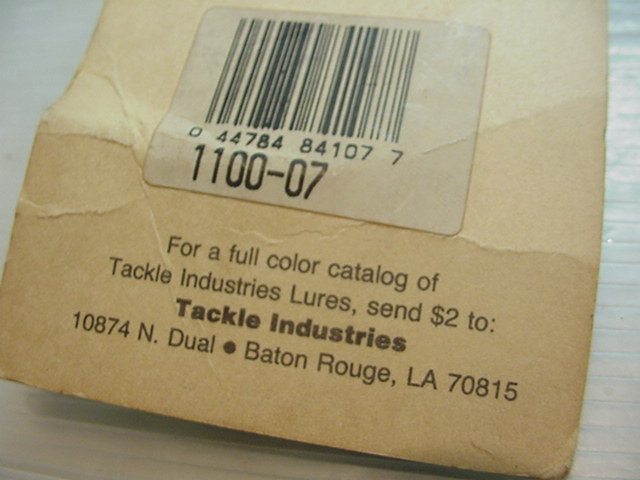 0 44784 84107 7
1100-07
For a full color catalog of
Tackle Industries Lures, send $2 to:
Tackle Industries
10874 N. Dual ● Baton Rouge, LA 70815